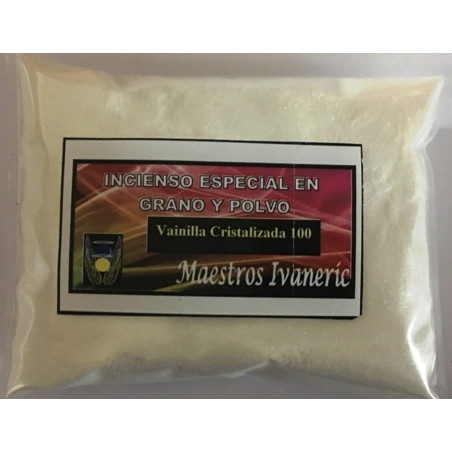 INCIENSO ESPECIAL EN
GRANO Y POLVO
Vainilla Cristalizada 100
Maestros Ivaneric